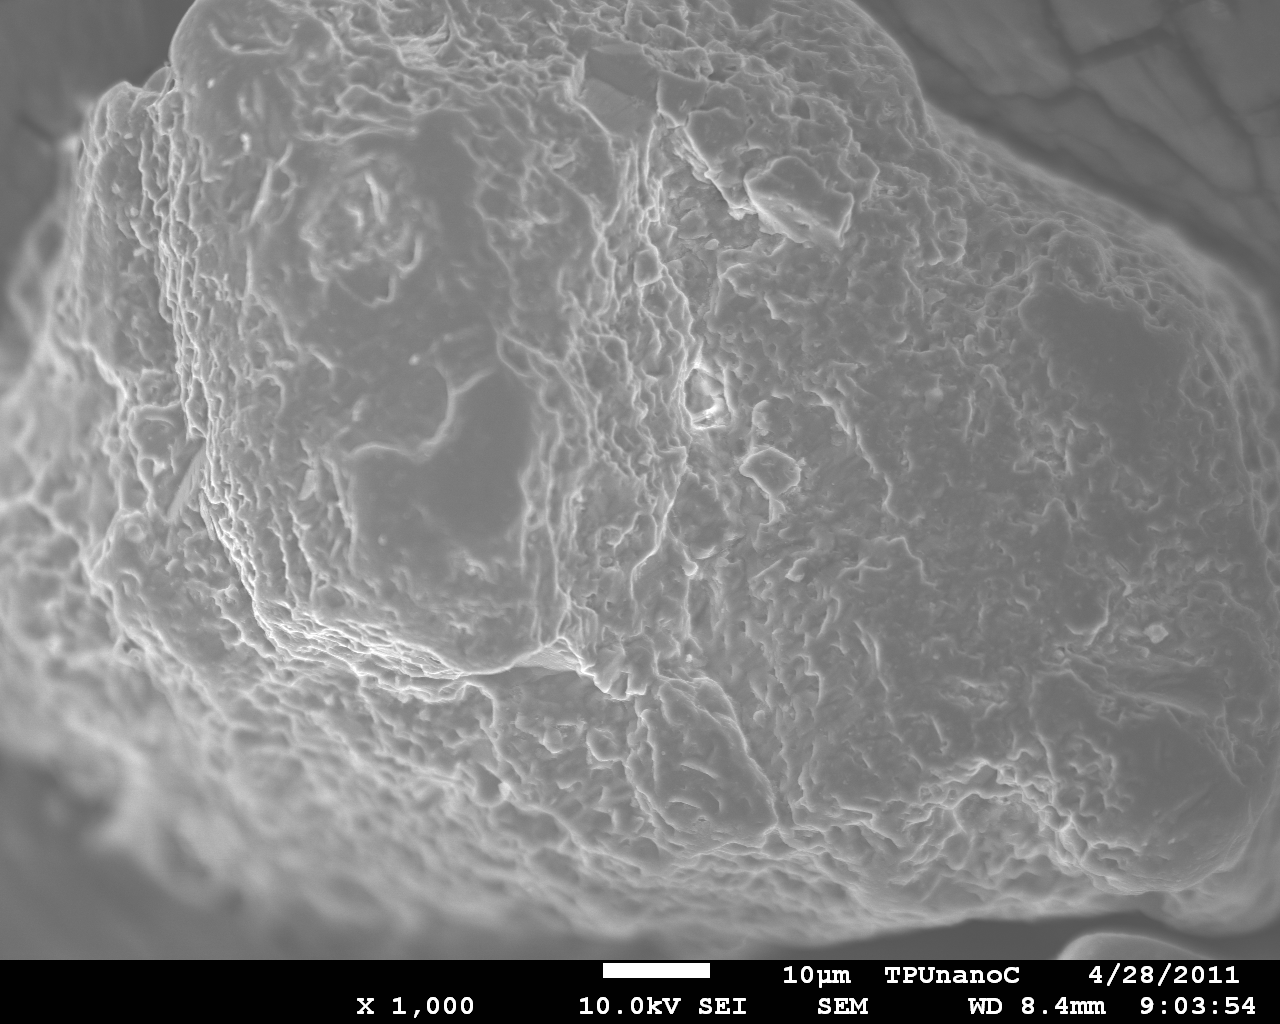 10µm TPUnanoC 4/28/2011
X 1,000 10.0kV SEI SEM WD 8.4mm 9:03:54